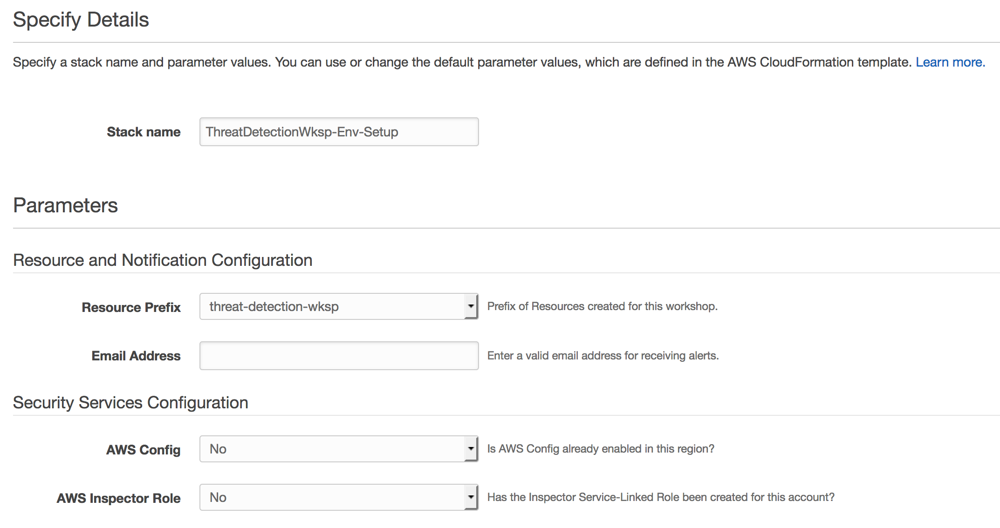 Specify Details
Specify a stack name and parameter values. You can use or change the default parameter values, which are defined in the AWS CloudFormation template. Learn more.
Stack name ThreatDetectionWksp-Env-Setup
Parameters
Resource and Notification Configuration
Resource Prefix threat-detection-wksp Prefix of Resources created for this workshop.
Email Address Enter a valid email address for receiving alerts.
Security Services Configuration
AWS Config No Is AWS Config already enabled in this region?
AWS Inspector Role No Has the Inspector Service-Linked Role been created for this account?